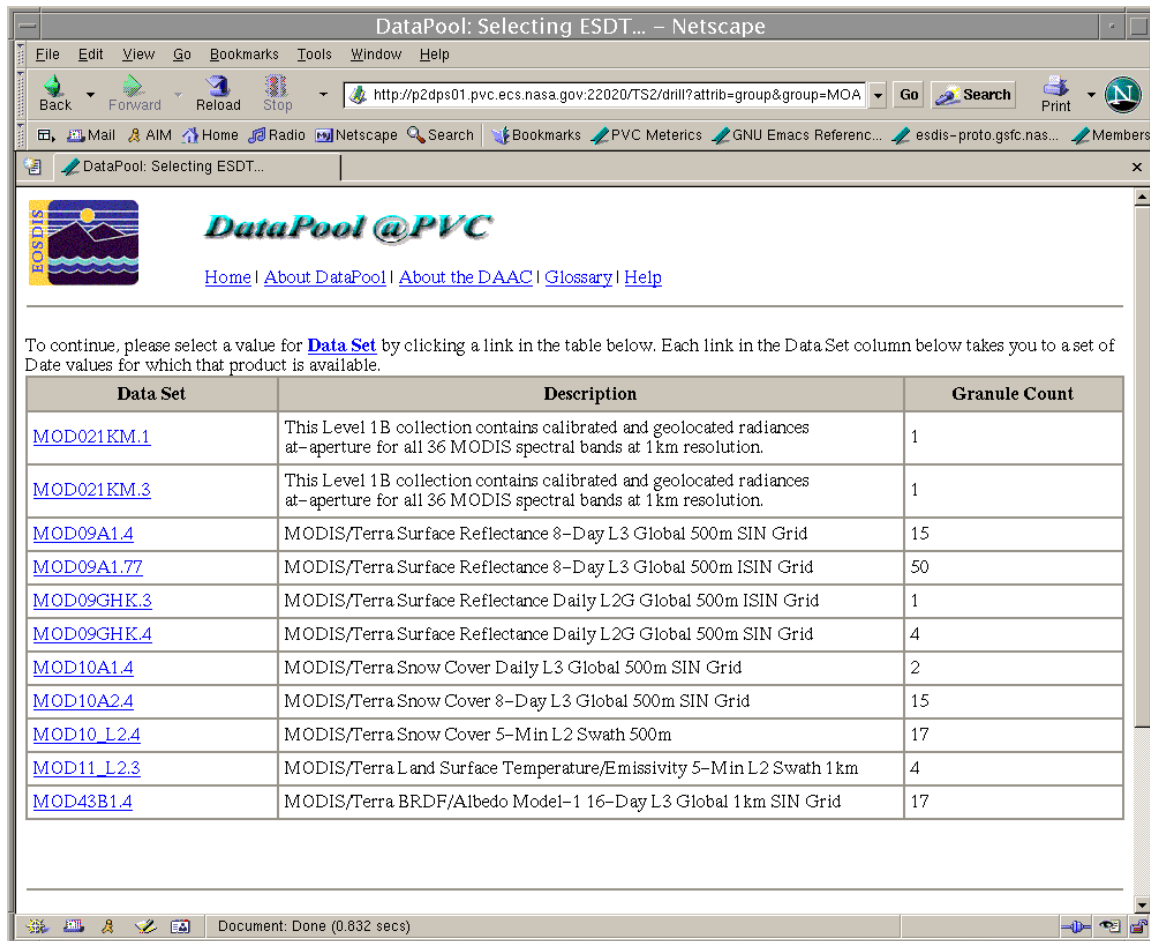 DataPool: Selecting ESDT... – Netscape
File Edit View Go Bookmarks Tools Window Help
Back Forward Reload Stop http://p2dps01.pvc.ecs.nasa.gov:22020/TS2/drill?attrib=group&group=MOA Go Search Print N
Mail AIM Home Radio Netscape Search Bookmarks PVC Meterics GNU Emacs Referenc... esdis-proto.gsfc.nas... Members
DataPool: Selecting ESDT... x
EOSDIS
DataPool @PVC
Home | About DataPool | About the DAAC | Glossary | Help
To continue, please select a value for Data Set by clicking a link in the table below. Each link in the Data Set column below takes you to a set of
Date values for which that product is available.
Data Set Description Granule Count
MOD021KM.1 This Level 1B collection contains calibrated and geolocated radiances
at-aperture for all 36 MODIS spectral bands at 1km resolution. 1
MOD021KM.3 This Level 1B collection contains calibrated and geolocated radiances
at-aperture for all 36 MODIS spectral bands at 1km resolution. 1
MOD09A1.4 MODIS/Terra Surface Reflectance 8-Day L3 Global 500m SIN Grid 15
MOD09A1.77 MODIS/Terra Surface Reflectance 8-Day L3 Global 500m ISIN Grid 50
MOD09GHK.3 MODIS/Terra Surface Reflectance Daily L2G Global 500m ISIN Grid 1
MOD09GHK.4 MODIS/Terra Surface Reflectance Daily L2G Global 500m SIN Grid 4
MOD10A1.4 MODIS/Terra Snow Cover Daily L3 Global 500m SIN Grid 2
MOD10A2.4 MODIS/Terra Snow Cover 8-Day L3 Global 500m SIN Grid 15
MOD10_L2.4 MODIS/Terra Snow Cover 5-Min L2 Swath 500m 17
MOD11_L2.3 MODIS/Terra Land Surface Temperature/Emissivity 5-Min L2 Swath 1km 4
MOD43B1.4 MODIS/Terra BRDF/Albedo Model-1 16-Day L3 Global 1km SIN Grid 17
Document: Done (0.832 secs)